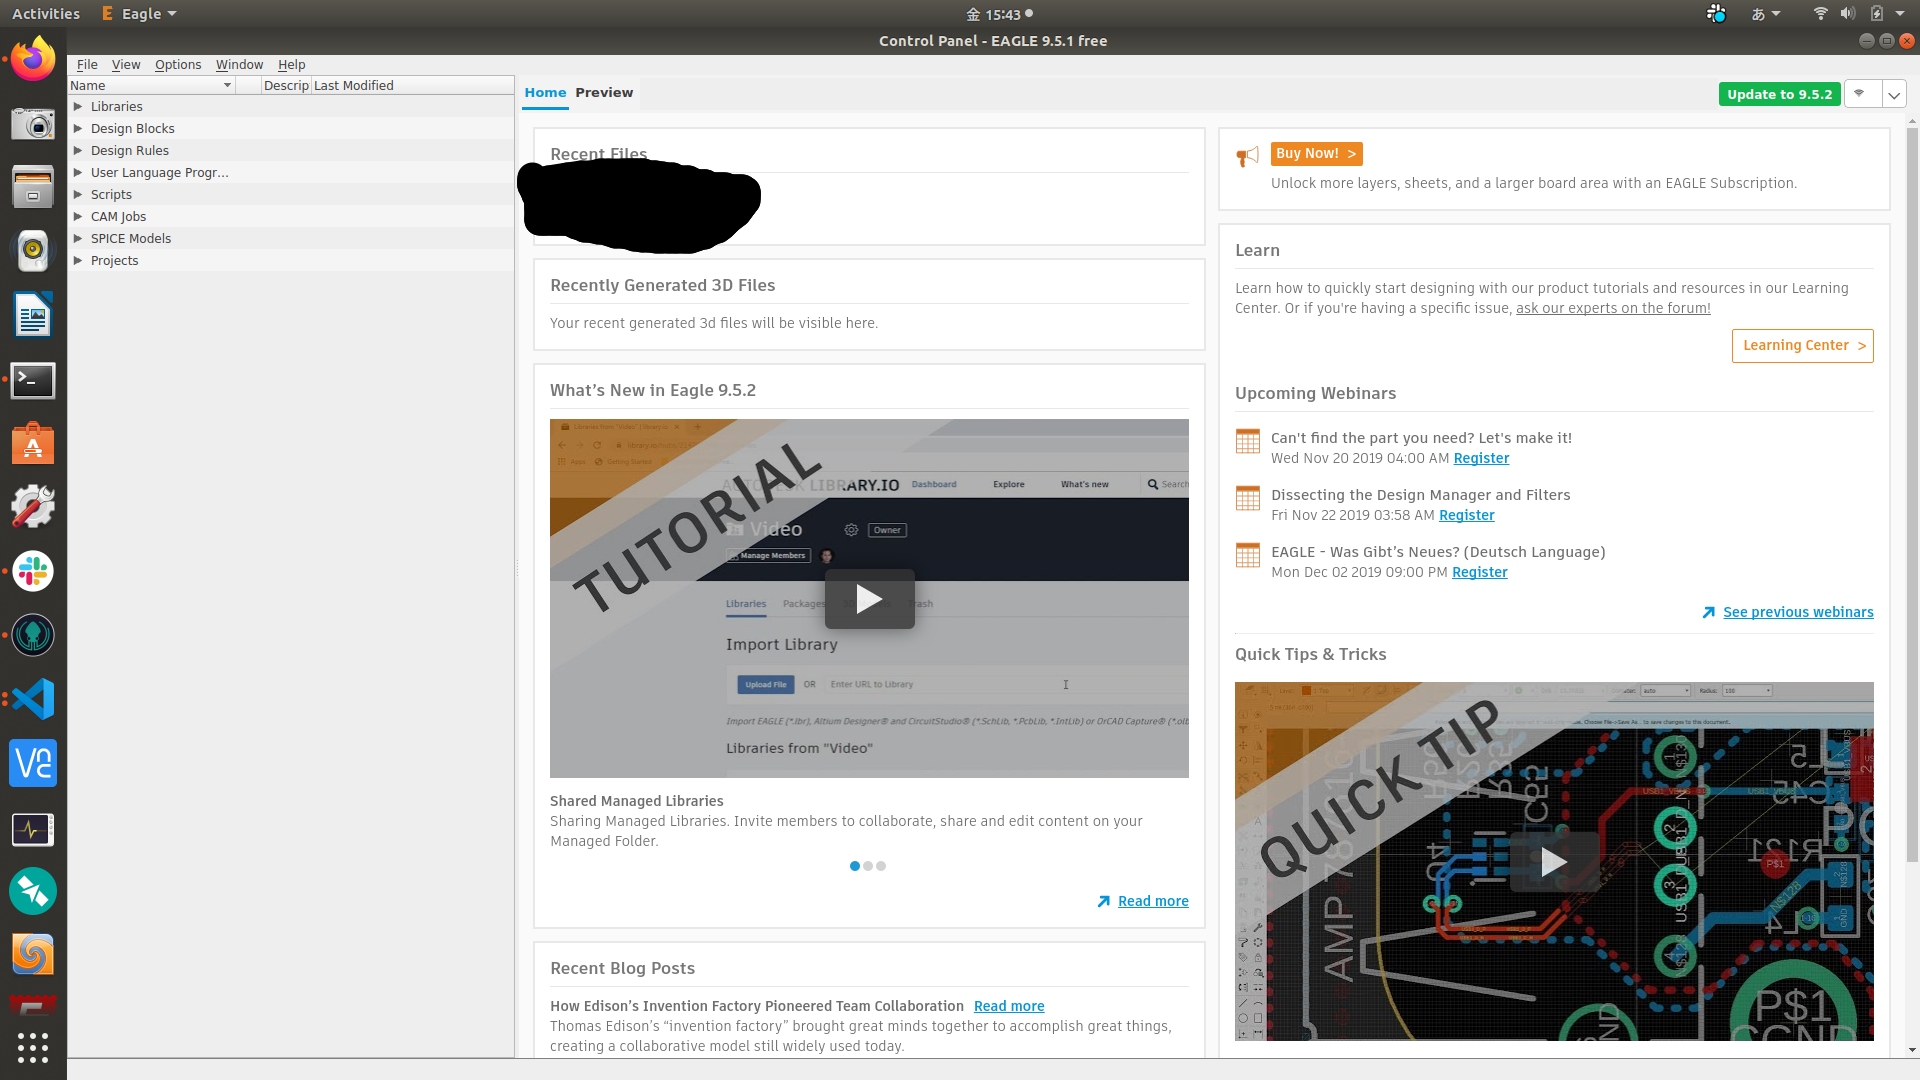 Activities
Eagle
金 15:43
あ
Control Panel - EAGLE 9.5.1 free
File View Options Window Help
Name Descrip Last Modified
Libraries
Design Blocks
Design Rules
User Language Progr...
Scripts
CAM Jobs
SPICE Models
Projects
Home Preview
Update to 9.5.2
Recent Files
Recently Generated 3D Files
Your recent generated 3d files will be visible here.
What's New in Eagle 9.5.2
TUTORIAL
LIBRARY.IO Dashboard Explore What's new Search
Video Owner
Manage Members
Libraries Packages Trash
Import Library
Upload File OR Enter URL to Library
Import EAGLE (*.lbr), Altium Designer® and CircuitStudio® (*.SchLib, *.PcbLib, *.IntLib) or OrCAD Capture® (*.olb
Libraries from "Video"
Shared Managed Libraries
Sharing Managed Libraries. Invite members to collaborate, share and edit content on your
Managed Folder.
Read more
Recent Blog Posts
How Edison's Invention Factory Pioneered Team Collaboration Read more
Thomas Edison's “invention factory” brought great minds together to accomplish great things,
creating a collaborative model still widely used today.
Buy Now! >
Unlock more layers, sheets, and a larger board area with an EAGLE Subscription.
Learn
Learn how to quickly start designing with our product tutorials and resources in our Learning
Center. Or if you're having a specific issue, ask our experts on the forum!
Learning Center >
Upcoming Webinars
Can't find the part you need? Let's make it!
Wed Nov 20 2019 04:00 AM Register
Dissecting the Design Manager and Filters
Fri Nov 22 2019 03:58 AM Register
EAGLE - Was Gibt's Neues? (Deutsch Language)
Mon Dec 02 2019 09:00 PM Register
See previous webinars
Quick Tips & Tricks
QUICK TIP
AMP
P$1